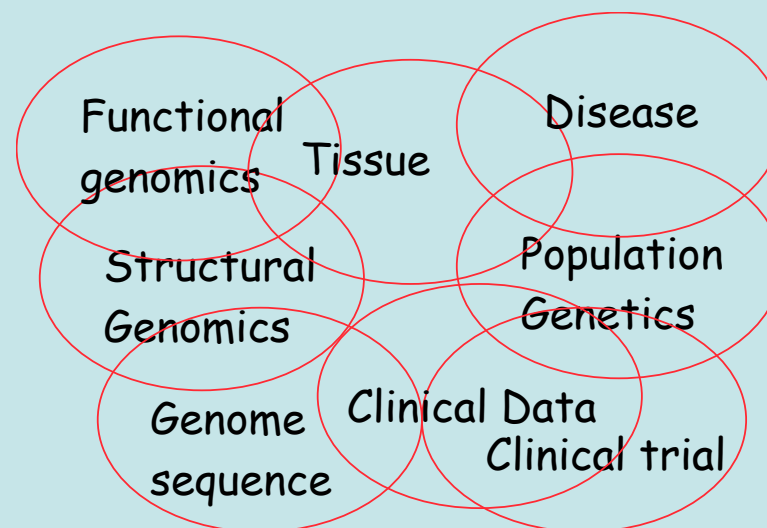 Functional
genomics
Tissue
Disease
Structural
Genomics
Population
Genetics
Genome
sequence
Clinical Data
Clinical trial